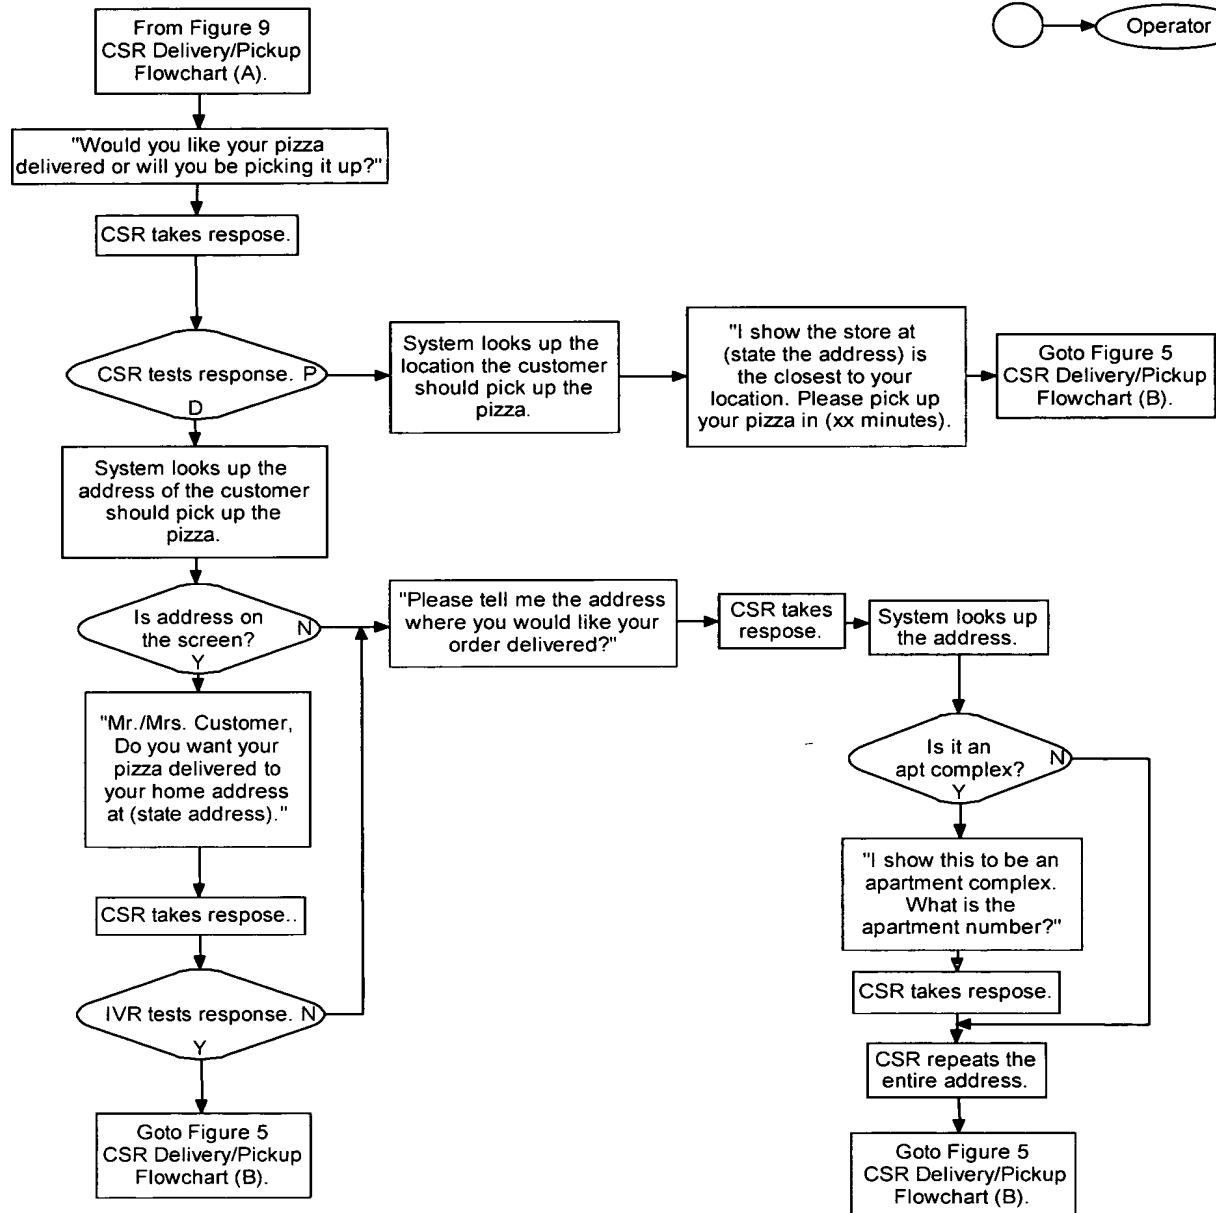 From Figure 9
CSR Delivery/Pickup
Flowchart (A).
Operator
"Would you like your pizza
delivered or will you be picking it up?"
CSR takes respose.
CSR tests response. P
D
System looks up the
location the customer
should pick up the
pizza.
"I show the store at
(state the address) is
the closest to your
location. Please pick up
your pizza in (xx minutes).
Goto Figure 5
CSR Delivery/Pickup
Flowchart (B).
System looks up the
address of the customer
should pick up the
pizza.
Is address on
the screen?
N
Y
"Please tell me the address
where you would like your
order delivered?"
CSR takes
respose.
System looks up
the address.
"Mr./Mrs. Customer,
Do you want your
pizza delivered to
your home address
at (state address)."
CSR takes respose..
IVR tests response. N
Y
Goto Figure 5
CSR Delivery/Pickup
Flowchart (B).
Is it an
apt complex?
N
Y
"I show this to be an
apartment complex.
What is the
apartment number?"
CSR takes respose.
CSR repeats the
entire address.
Goto Figure 5
CSR Delivery/Pickup
Flowchart (B).